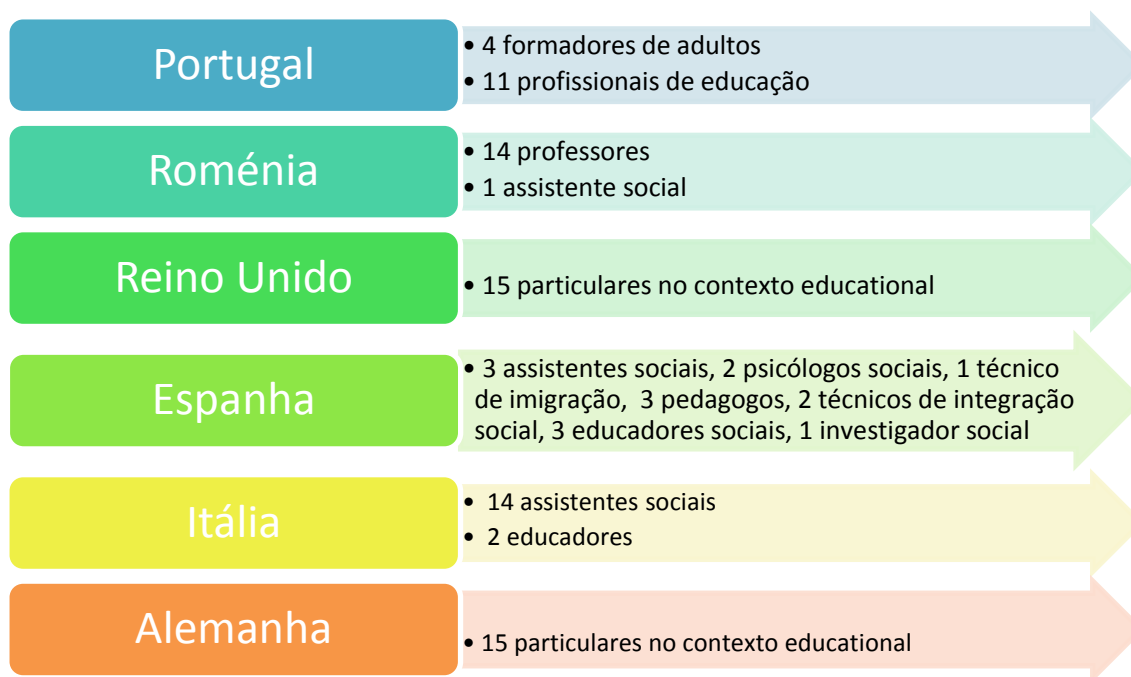 Portugal
• 4 formadores de adultos
• 11 profissionais de educação
Roménia
• 14 professores
• 1 assistente social
Reino Unido
• 15 particulares no contexto educational
Espanha
• 3 assistentes sociais, 2 psicólogos sociais, 1 técnico
de imigração, 3 pedagogos, 2 técnicos de integração
social, 3 educadores sociais, 1 investigador social
Itália
• 14 assistentes sociais
• 2 educadores
Alemanha
• 15 particulares no contexto educational